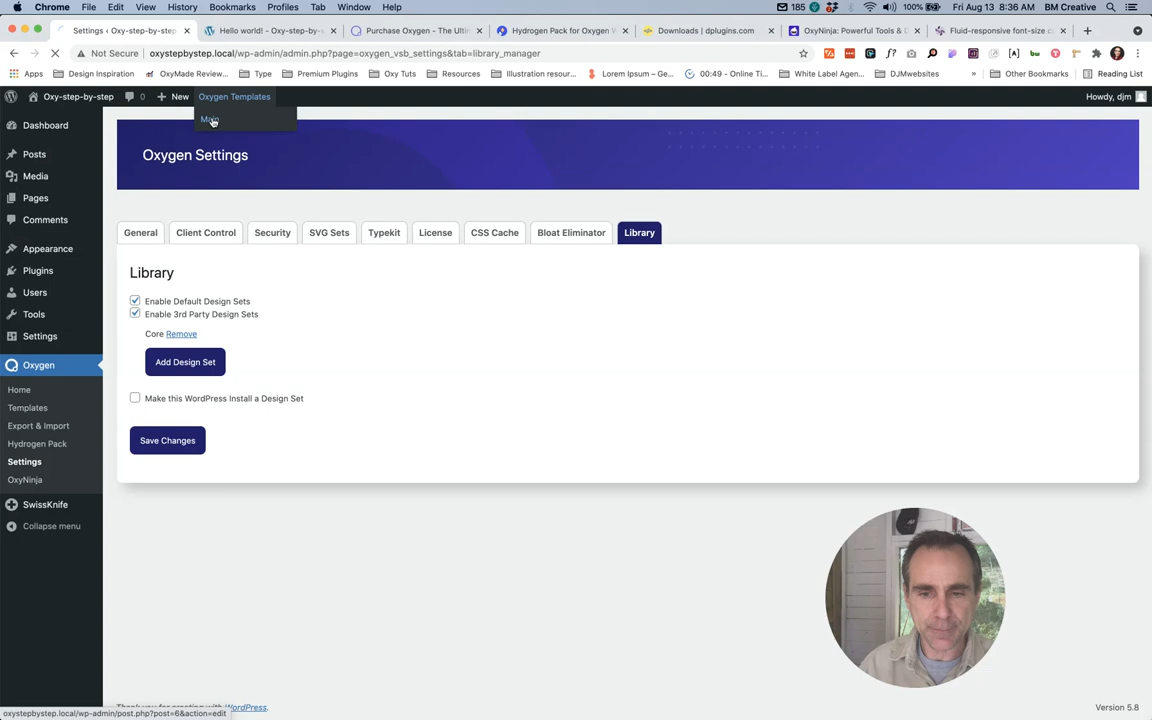 Chrome File Edit View History Bookmarks Profiles Tab Window Help 185 100% Fri Aug 13 8:36 AM BM Creative
Settings ‹ Oxy-step-by-step Hello world! - Oxy-step-by-s Purchase Oxygen - The Ultim Hydrogen Pack for Oxygen W Downloads | dplugins.com OxyNinja: Powerful Tools & D Fluid-responsive font-size c
Not Secure oxystepbystep.local/wp-admin/admin.php?page=oxygen_vsb_settings&tab=library_manager
Apps Design Inspiration OxyMade Review... Type Premium Plugins Oxy Tuts Resources Illustration resour... Lorem Ipsum – Ge... 00:49 - Online Ti... White Label Agen... DJMwebsites » Other Bookmarks Reading List
Oxy-step-by-step 0 New Oxygen Templates Howdy, djm
Main
Dashboard
Posts
Media
Pages
Comments
Appearance
Plugins
Users
Tools
Settings
Oxygen
Home
Templates
Export & Import
Hydrogen Pack
Settings
OxyNinja
SwissKnife
Collapse menu
Oxygen Settings
General Client Control Security SVG Sets Typekit License CSS Cache Bloat Eliminator Library
Library
Enable Default Design Sets
Enable 3rd Party Design Sets
Core Remove
Add Design Set
Make this WordPress Install a Design Set
Save Changes
Thank you for creating with WordPress. Version 5.8
oxystepbystep.local/wp-admin/post.php?post=6&action=edit